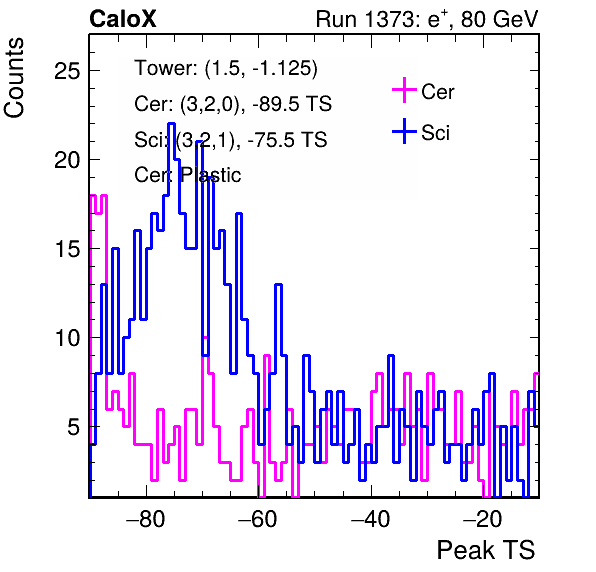 CaloX Run 1373: e+, 80 GeV
Counts
Tower: (1.5, -1.125)
Cer: (3,2,0), -89.5 TS
Sci: (3,2,1), -75.5 TS
Cer: Plastic
Cer
Sci
25
20
15
10
5
−80 −60 −40 −20
Peak TS